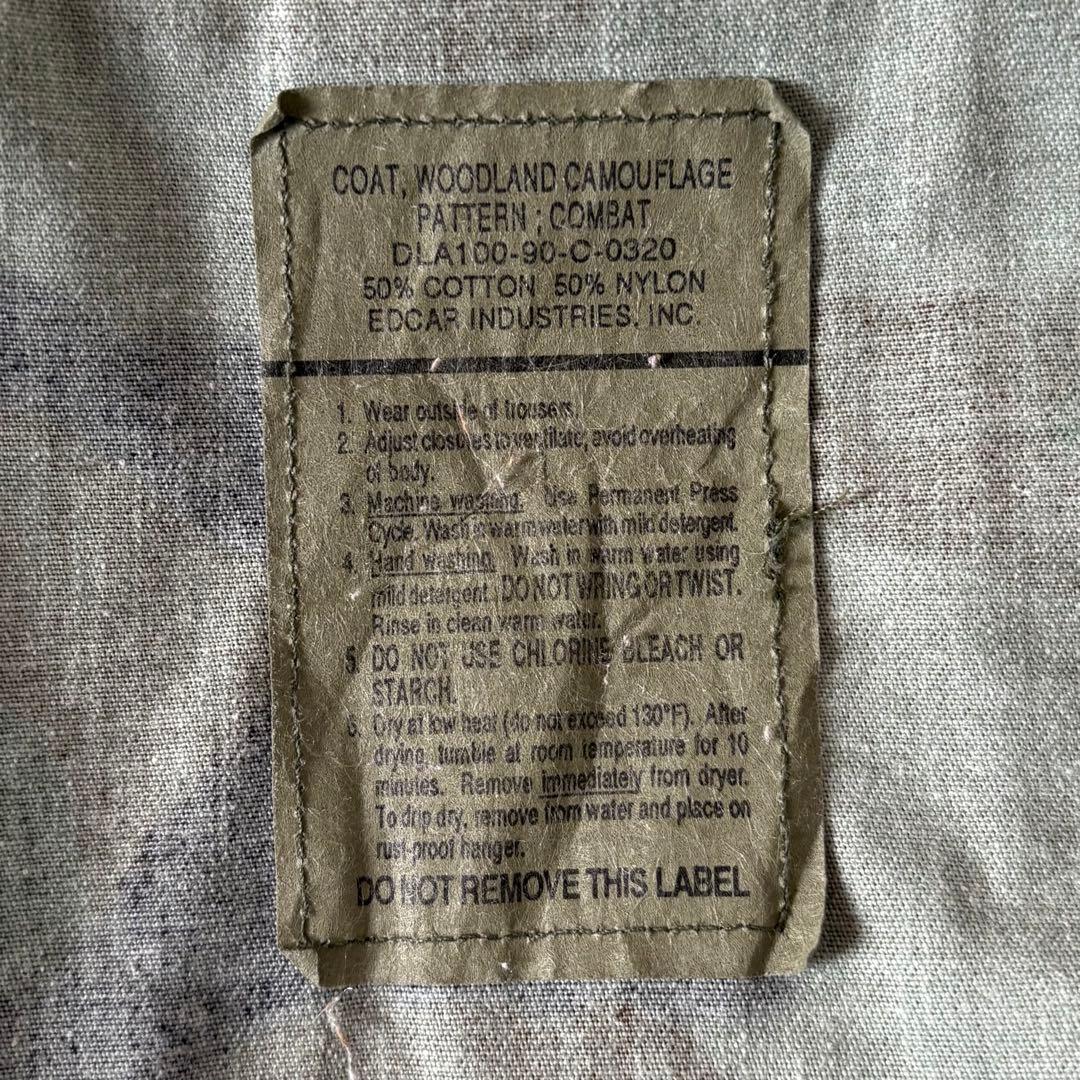 COAT, WOODLAND CAMOUFLAGE
PATTERN ; COMBAT
DLA100-90-C-0320
50% COTTON 50% NYLON
EDCAR INDUSTRIES, INC.
1. Wear outside of trousers.
2. Adjust closures to ventilate; avoid overheating
of body.
3. Machine washing. Use Permanent Press
Cycle. Wash in warm water with mild detergent.
4. Hand washing. Wash in warm water using
mild detergent. DO NOT WRING OR TWIST.
Rinse in clean warm water.
5. DO NOT USE CHLORINE BLEACH OR
STARCH.
6. Dry at low heat (do not exceed 130°F). After
drying, tumble at room temperature for 10
minutes. Remove immediately from dryer.
To drip dry, remove from water and place on
rust proof hanger.
DO NOT REMOVE THIS LABEL